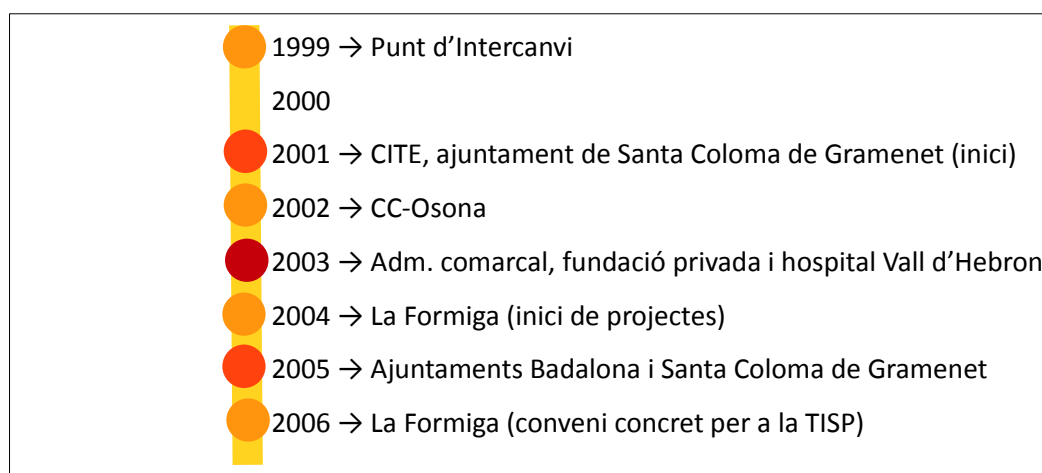 1999 → Punt d’Intercanvi
2000
2001 → CITE, ajuntament de Santa Coloma de Gramenet (inici)
2002 → CC-Osona
2003 → Adm. comarcal, fundació privada i hospital Vall d’Hebron
2004 → La Formiga (inici de projectes)
2005 → Ajuntaments Badalona i Santa Coloma de Gramenet
2006 → La Formiga (conveni concret per a la TISP)